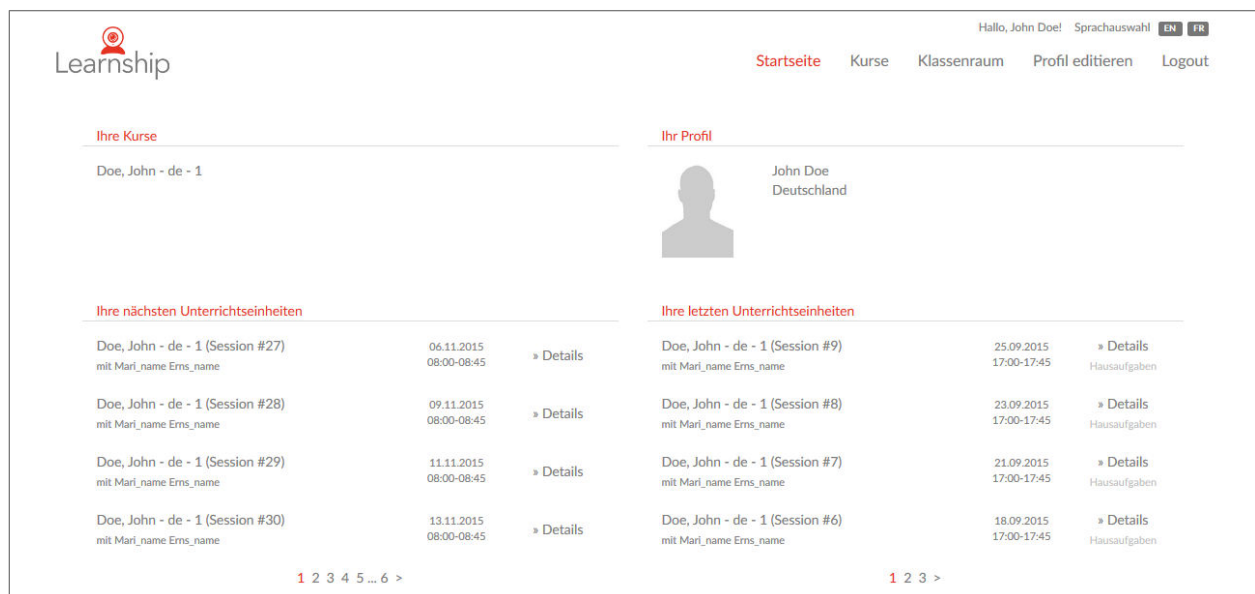 Hallo, John Doe! Sprachauswahl EN FR
Learnship
Startseite Kurse Klassenraum Profil editieren Logout
Ihre Kurse
Doe, John - de - 1
Ihr Profil
John Doe
Deutschland
Ihre nächsten Unterrichtseinheiten
Doe, John - de - 1 (Session #27)
mit Mari_name Erns_name
06.11.2015
08:00-08:45
» Details
Doe, John - de - 1 (Session #28)
mit Mari_name Erns_name
09.11.2015
08:00-08:45
» Details
Doe, John - de - 1 (Session #29)
mit Mari_name Erns_name
11.11.2015
08:00-08:45
» Details
Doe, John - de - 1 (Session #30)
mit Mari_name Erns_name
13.11.2015
08:00-08:45
» Details
1 2 3 4 5 ... 6 >
Ihre letzten Unterrichtseinheiten
Doe, John - de - 1 (Session #9)
mit Mari_name Erns_name
25.09.2015
17:00-17:45
» Details
Hausaufgaben
Doe, John - de - 1 (Session #8)
mit Mari_name Erns_name
23.09.2015
17:00-17:45
» Details
Hausaufgaben
Doe, John - de - 1 (Session #7)
mit Mari_name Erns_name
21.09.2015
17:00-17:45
» Details
Hausaufgaben
Doe, John - de - 1 (Session #6)
mit Mari_name Erns_name
18.09.2015
17:00-17:45
» Details
Hausaufgaben
1 2 3 >